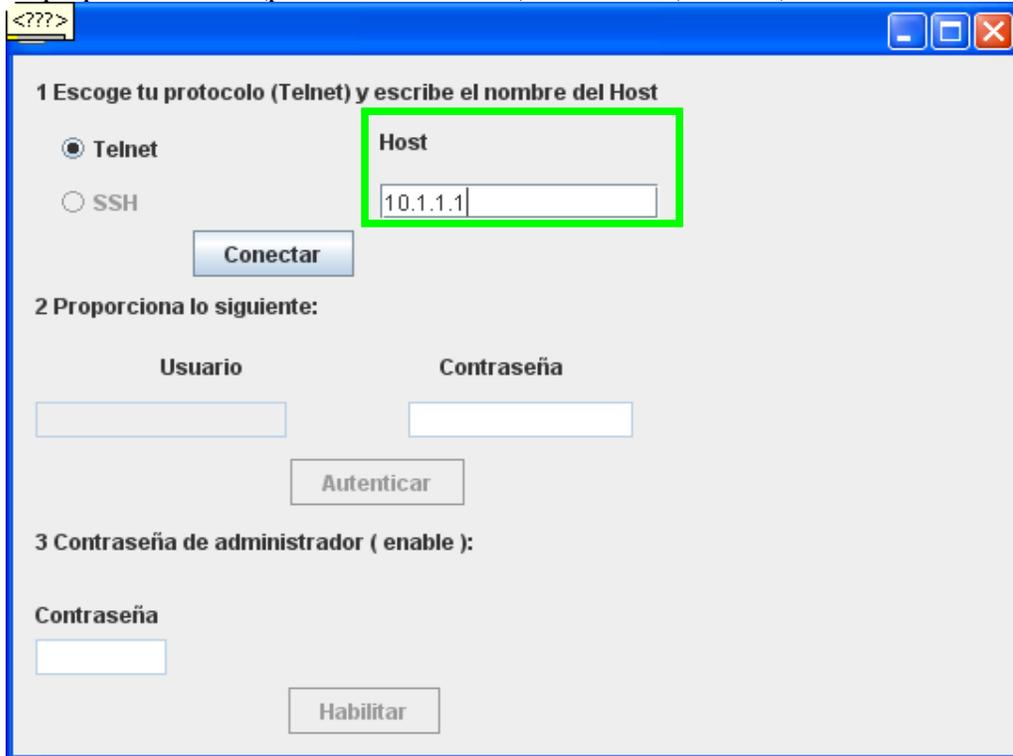 <???>
1 Escoge tu protocolo (Telnet) y escribe el nombre del Host
Telnet
Host
SSH
10.1.1.1
Conectar
2 Proporciona lo siguiente:
Usuario Contraseña
Autenticar
3 Contraseña de administrador ( enable ):
Contraseña
Habilitar